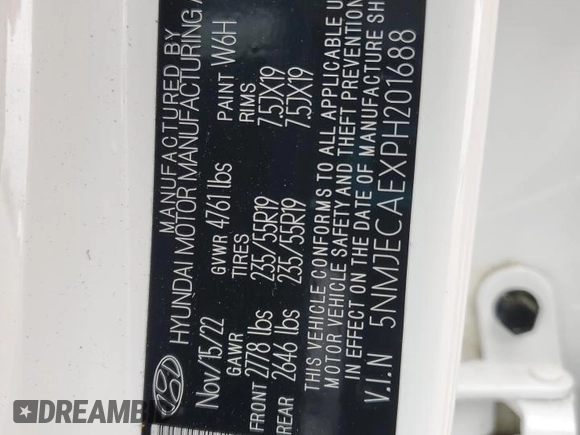 MANUFACTURED BY
HYUNDAI MOTOR MANUFACTURING
Nov/15/22 GVWR 4761 lbs PAINT W6H
GAWR TIRES RIMS
FRONT 2778 lbs 235/55R19 7.5JX19
REAR 2646 lbs 235/55R19 7.5JX19
THIS VEHICLE CONFORMS TO ALL APPLICABLE
MOTOR VEHICLE SAFETY AND THEFT PREVENTION
IN EFFECT ON THE DATE OF MANUFACTURE SH
V.I.N 5NMJECAEXPH201688
DREAMBID